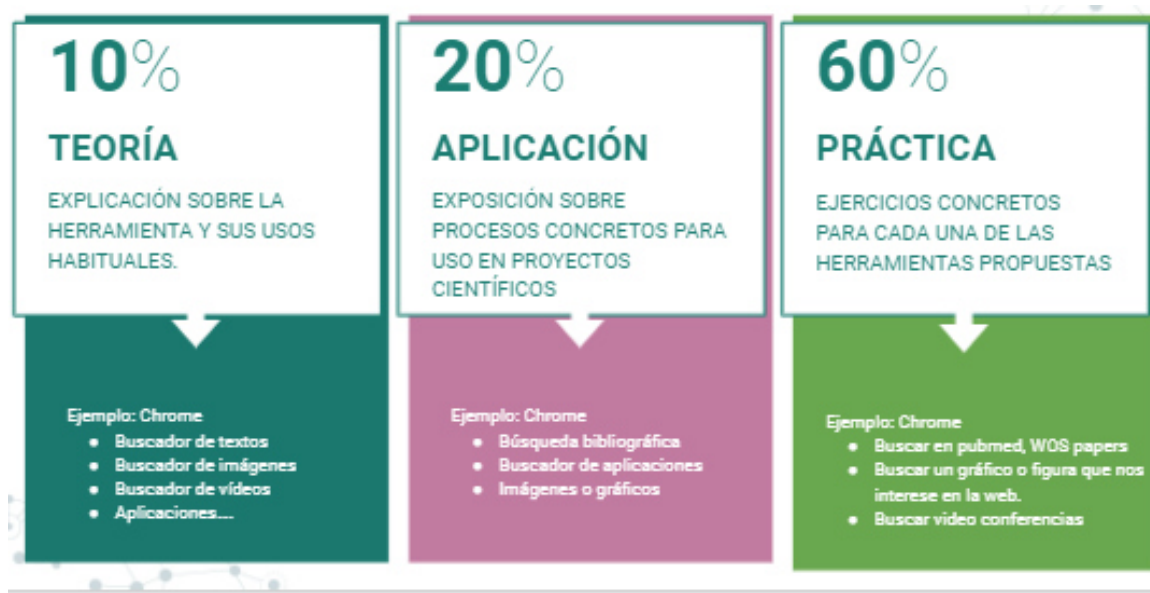 10%
TEORÍA
EXPLICACIÓN SOBRE LA
HERRAMIENTA Y SUS USOS
HABITUALES.
Ejemplo: Chrome
● Buscador de textos
● Buscador de imágenes
● Buscador de vídeos
● Aplicaciones....
20%
APLICACIÓN
EXPOSICIÓN SOBRE
PROCESOS CONCRETOS PARA
USO EN PROYECTOS
CIENTÍFICOS
Ejemplo: Chrome
● Búsqueda bibliográfica
● Buscador de aplicaciones
● Imágenes o gráficos
60%
PRÁCTICA
EJERCICIOS CONCRETOS
PARA CADA UNA DE LAS
HERRAMIENTAS PROPUESTAS
Ejemplo: Chrome
● Buscar en pubmed, WOS papers
● Buscar un gráfico o figura que nos
interese en la web.
● Buscar video conferencias